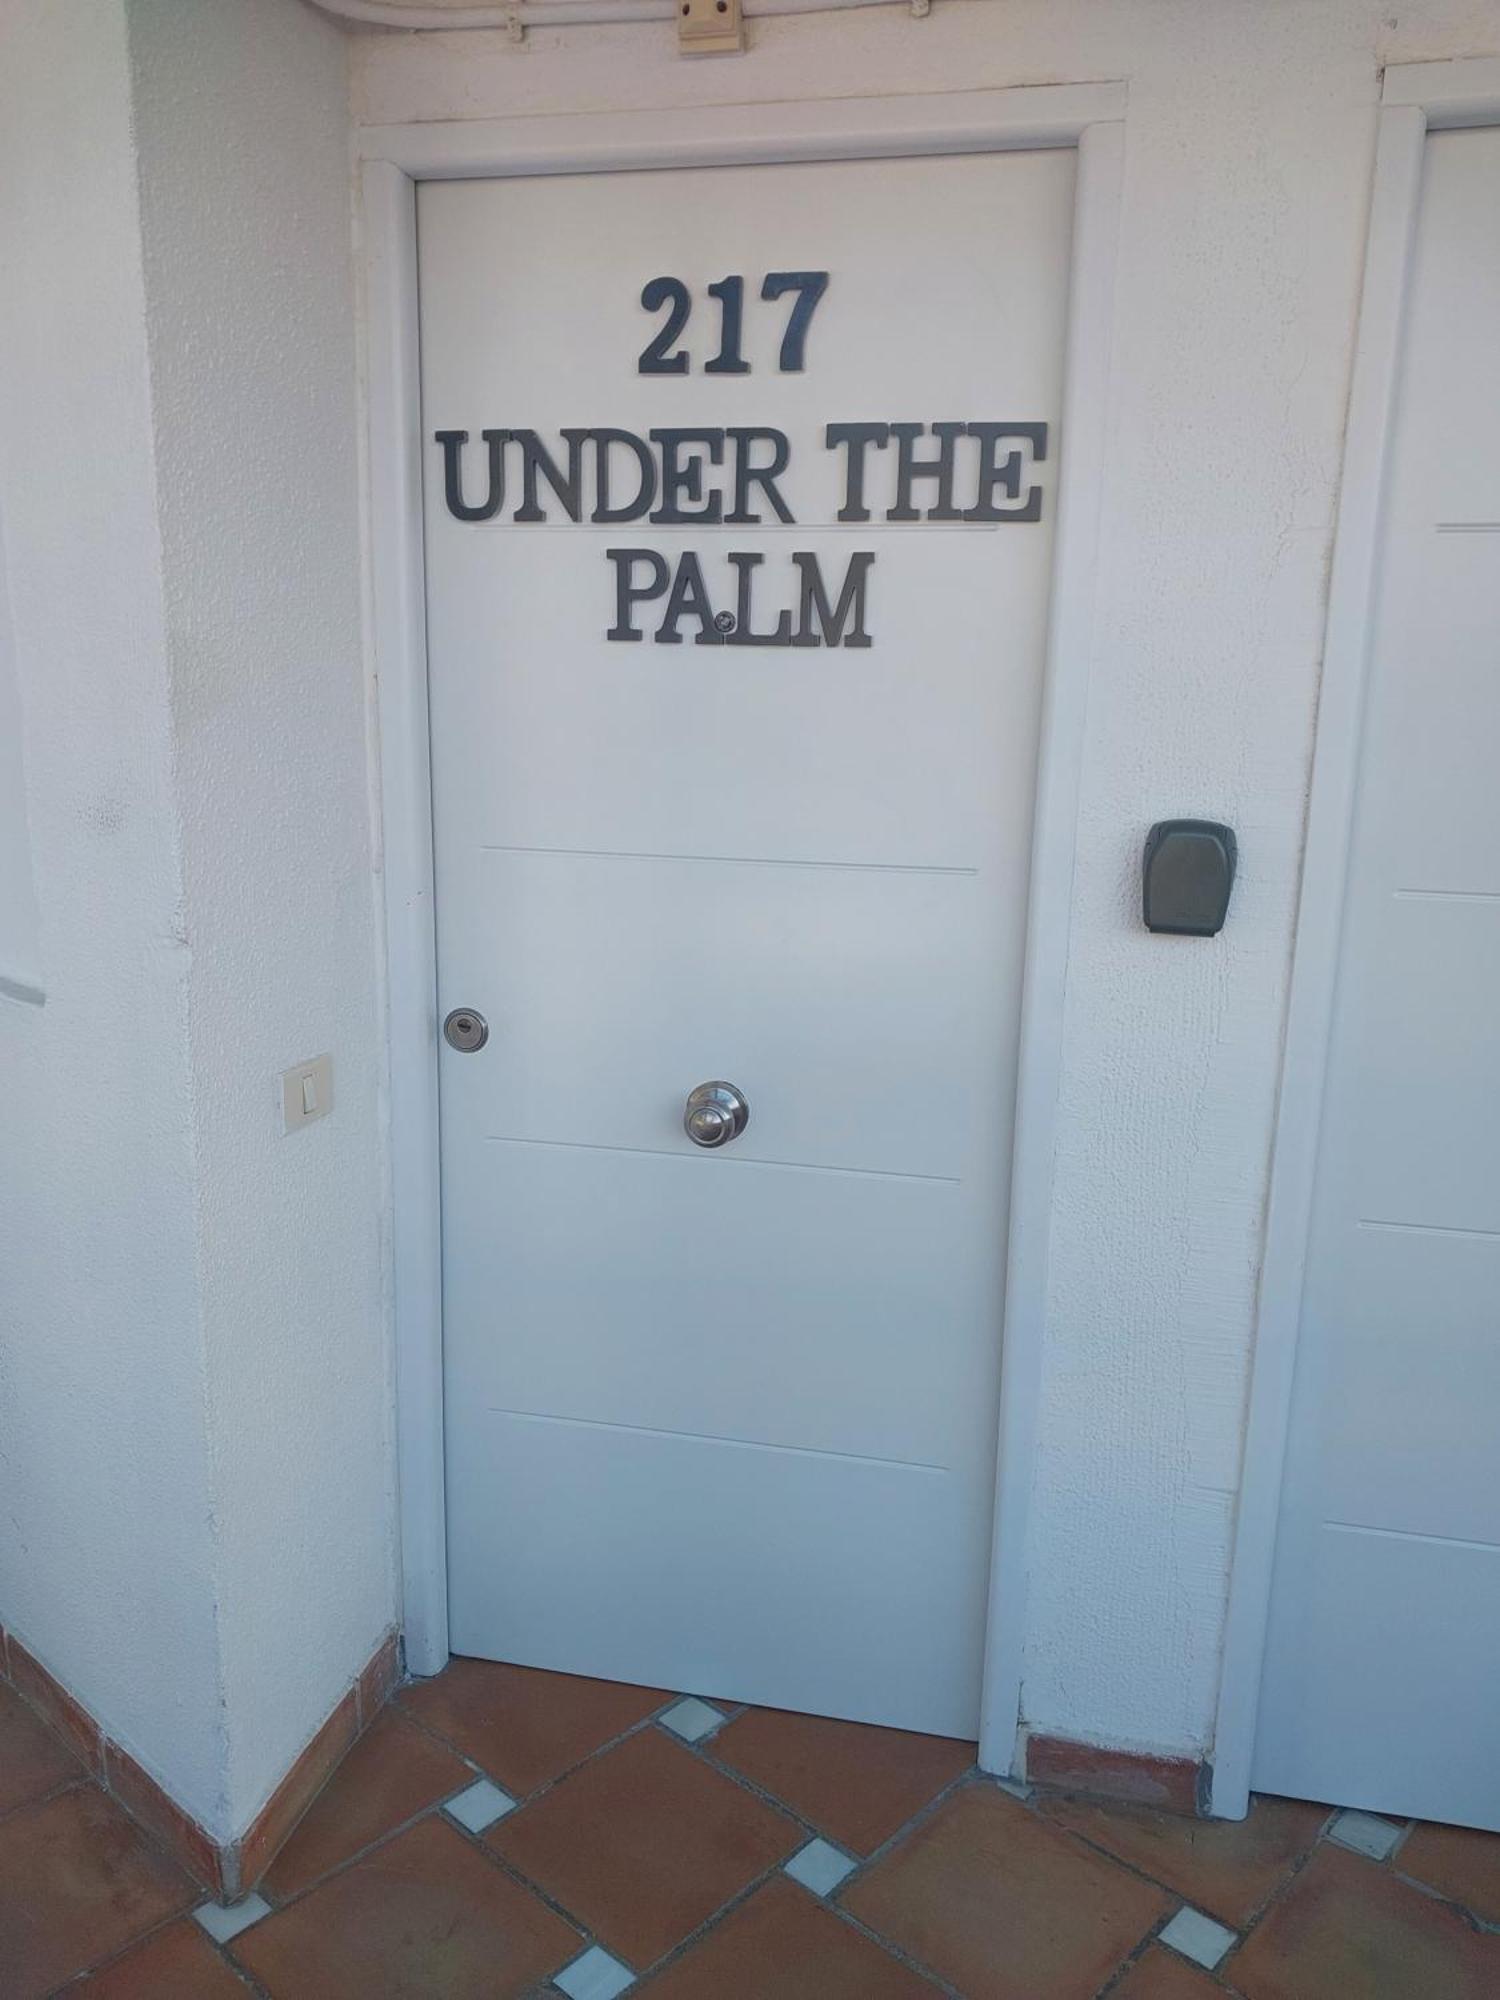 217
UNDER THE
PALM